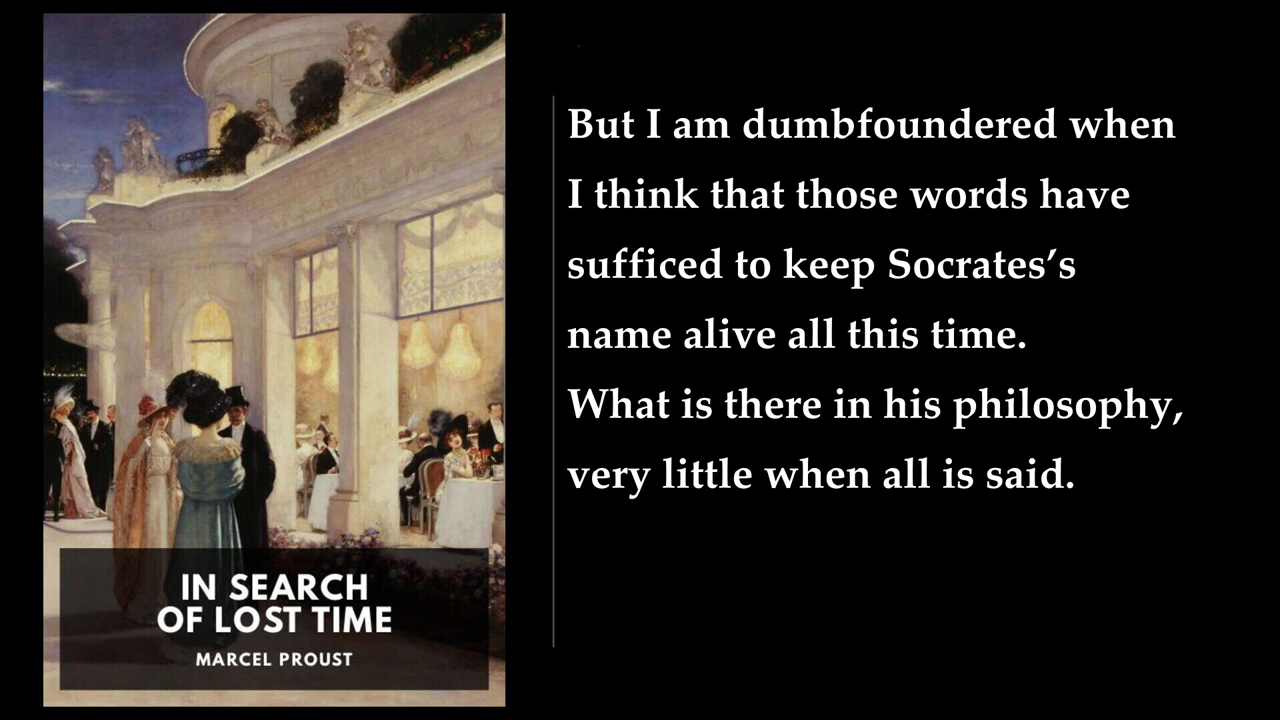 IN SEARCH
OF LOST TIME
MARCEL PROUST
But I am dumbfoundered when
I think that those words have
sufficed to keep Socrates’s
name alive all this time.
What is there in his philosophy,
very little when all is said.